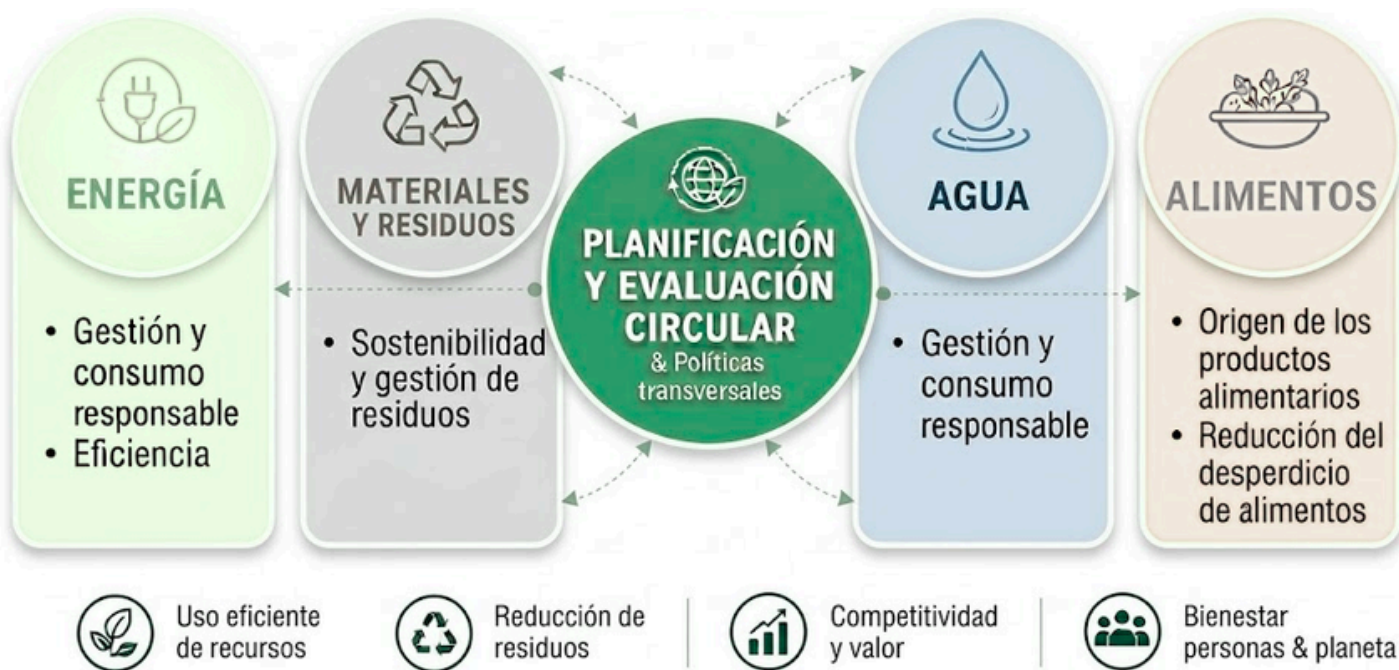 ENERGÍA
• Gestión y
consumo
responsable
• Eficiencia
MATERIALES
Y RESIDUOS
• Sostenibilidad
y gestión de
residuos
PLANIFICACIÓN
Y EVALUACIÓN
CIRCULAR
& Políticas
transversales
AGUA
• Gestión y
consumo
responsable
ALIMENTOS
• Origen de los
productos
alimentarios
• Reducción del
desperdicio
de alimentos
Uso eficiente
de recursos
Reducción de
residuos
Competitividad
y valor
Bienestar
personas & planeta